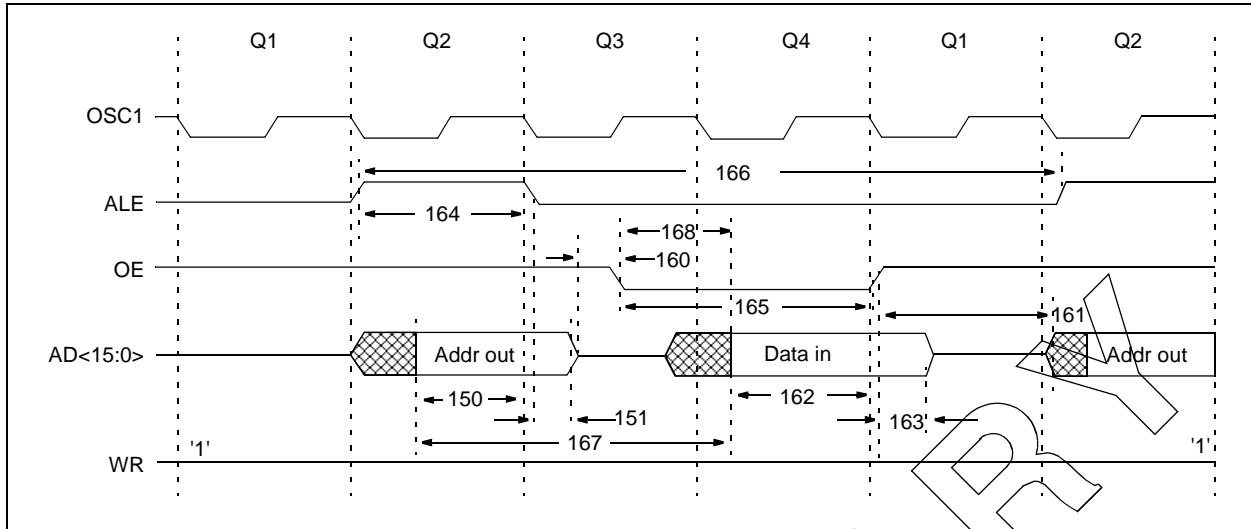 Q1 Q2 Q3 Q4 Q1 Q2
OSC1
166
ALE
164
168
160
OE
165
161
AD<15:0>
Addr out
Data in
Addr out
150
162
151
163
167
'1'
'1'
WR
R Y